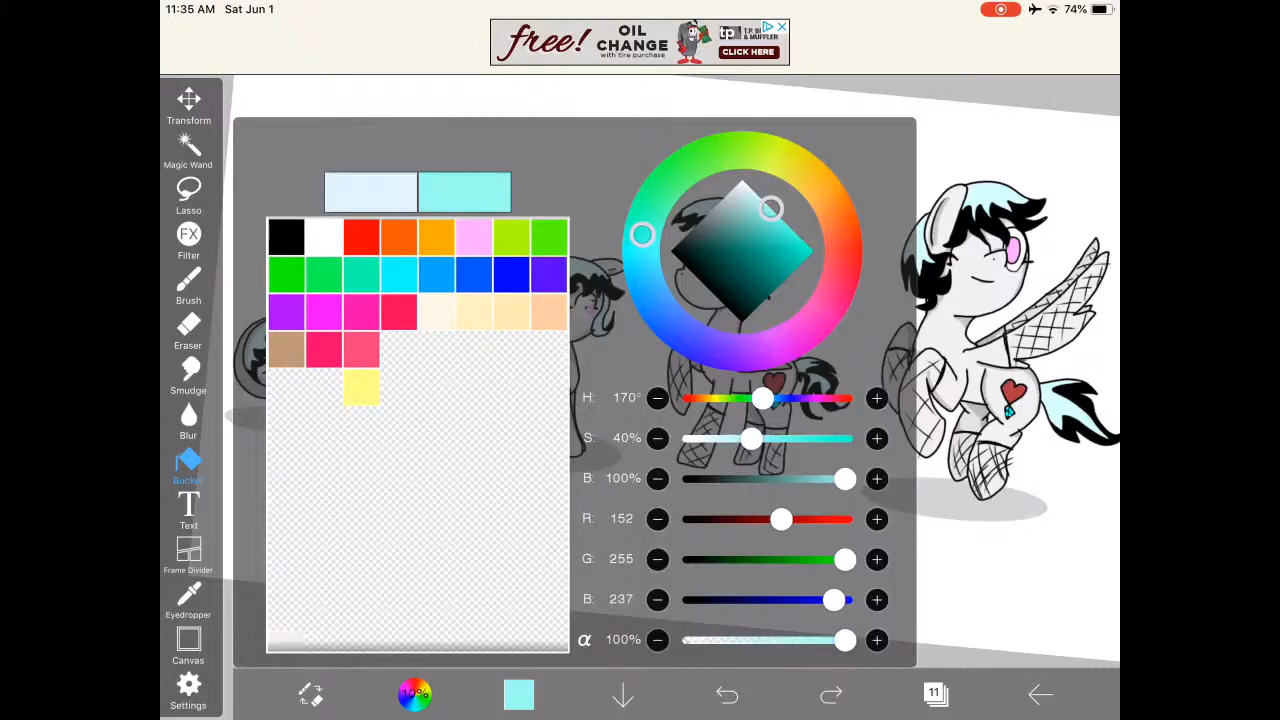 11:35 AM Sat Jun 1
74%
free! OIL CHANGE
with tire purchase
tp
CLICK HERE
Transform
Magic Wand
Lasso
FX
Filter
Brush
Eraser
Smudge
Blur
Bucket
T
Text
Frame Divider
Eyedropper
Canvas
Settings
H: 170°
S: 40%
B: 100%
R: 152
G: 255
B: 237
α 100%
10%
11